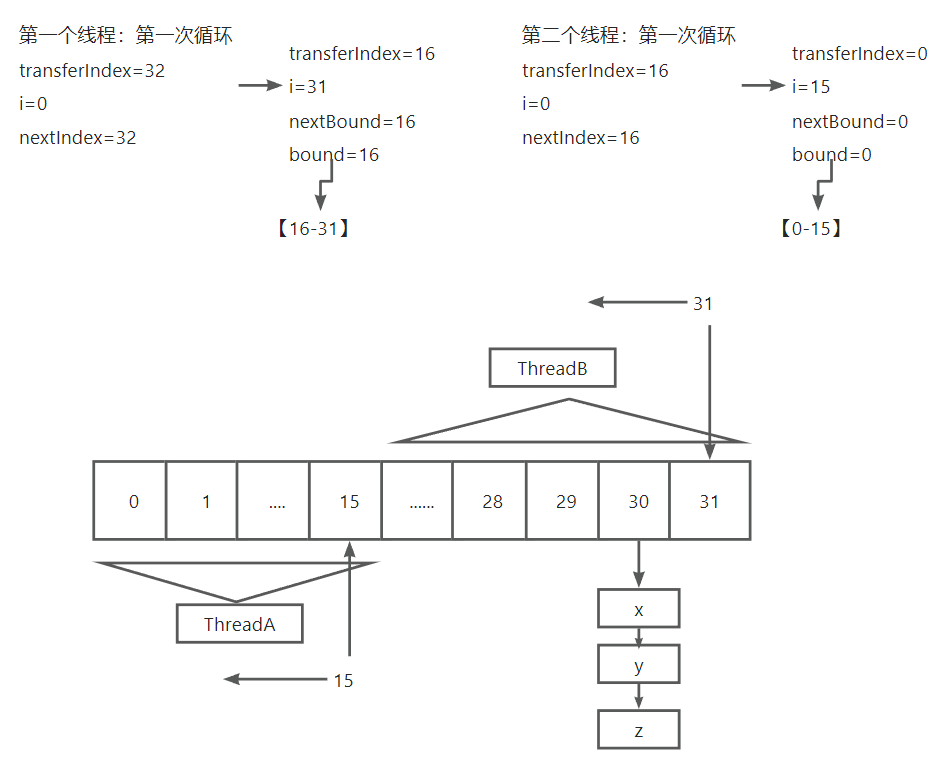 第一个线程：第一次循环
transferIndex=32
i=0
nextIndex=32
transferIndex=16
i=31
nextBound=16
bound=16
【16-31】
第二个线程：第一次循环
transferIndex=16
i=0
nextIndex=16
transferIndex=0
i=15
nextBound=0
bound=0
【0-15】
31
ThreadB
0 1 .... 15 ...... 28 29 30 31
ThreadA
15
x
y
z